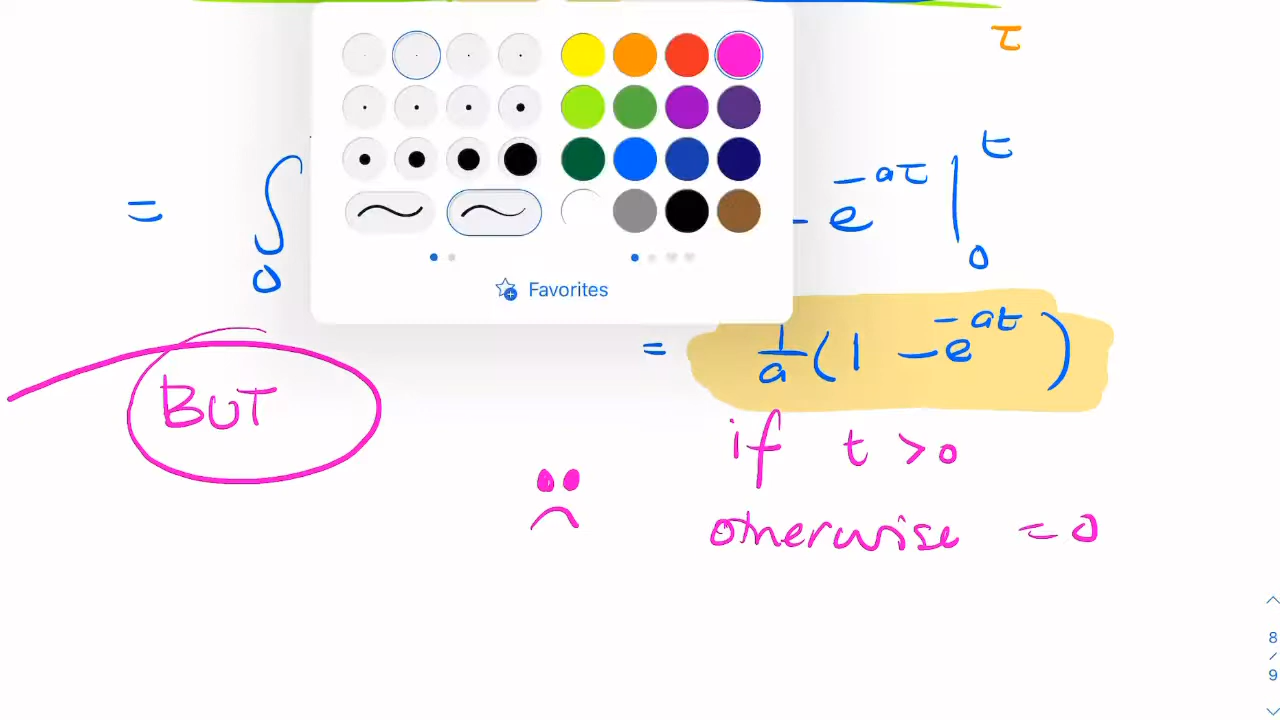 τ
= ∫ 0 - e^-aτ | t 0
= 1/a (1 - e^-at)
BUT
if t > 0
otherwise = 0
Favorites
8
/
9